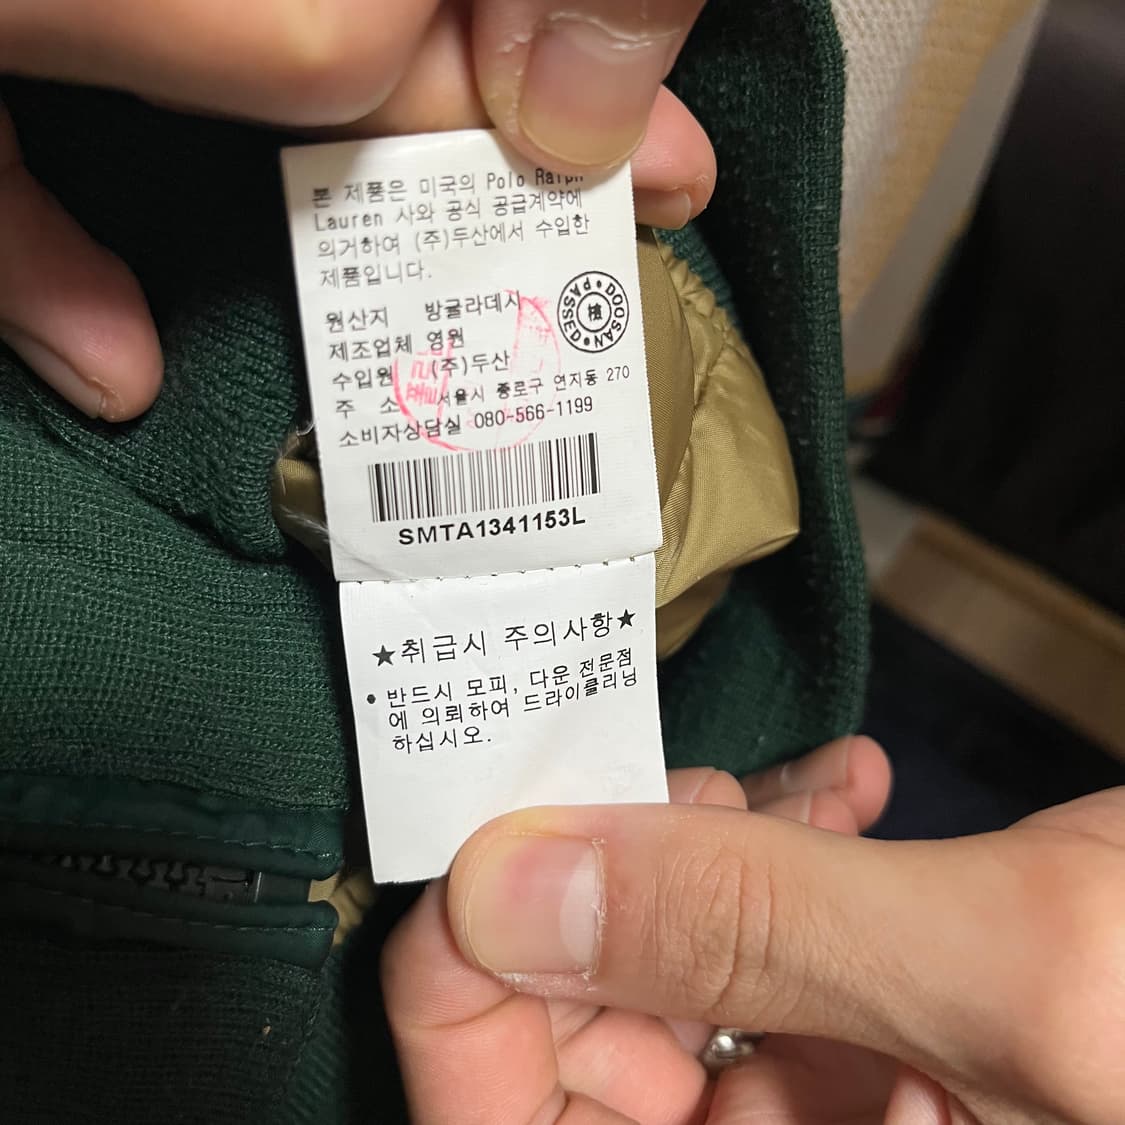 본 제품은 미국의 Polo Ralph
Lauren 사와 공식 공급계약에
의거하여 (주)두산에서 수입한
제품입니다.
원산지 방글라데시
제조업체 영원
수입원 (주)두산
주 소 서울시 종로구 연지동 270
소비자상담실 080-566-1199
PASSED • DOOSAN •
檢
SMTA1341153L
★취급시 주의사항★
• 반드시 모피, 다운 전문점
에 의뢰하여 드라이클리닝
하십시오.